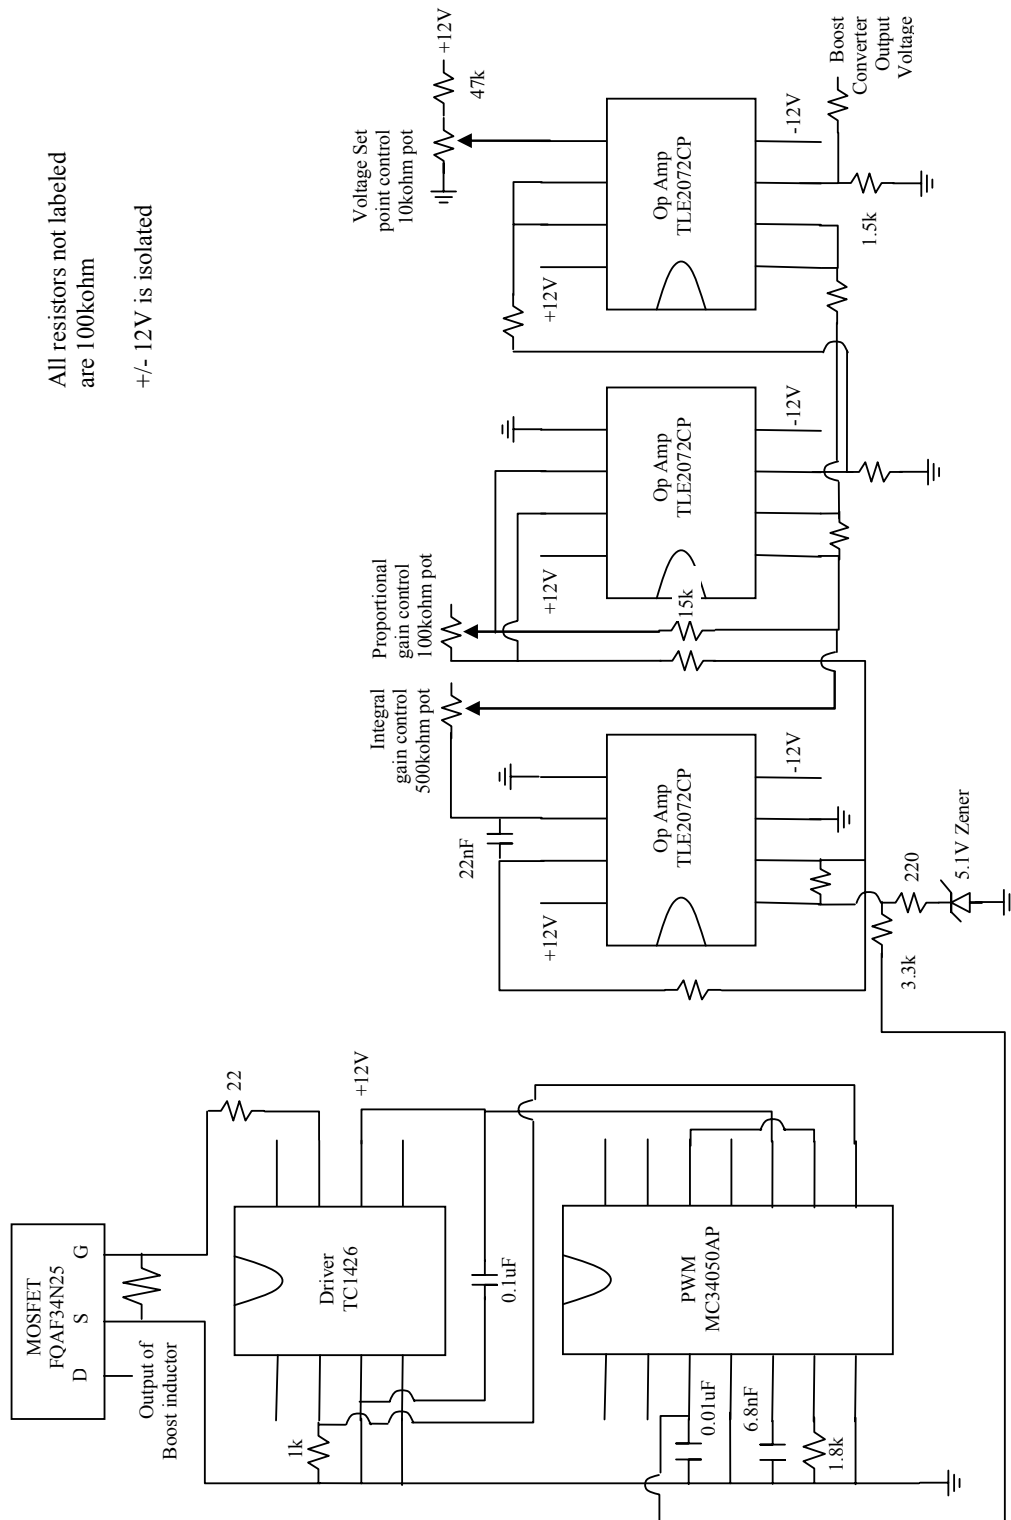 All resistors not labeled
are 100kohm
+/- 12V is isolated
+12V
47k
Voltage Set
point control
10kohm pot
+12V
Op Amp
TLE2072CP
-12V
Boost
Converter
Output
Voltage
1.5k
+12V
Op Amp
TLE2072CP
-12V
Proportional
gain control
100kohm pot
15k
Integral
gain control
500kohm pot
22nF
+12V
Op Amp
TLE2072CP
-12V
220
5.1V Zener
3.3k
MOSFET
FQAF34N25
D
S
G
Output of
Boost inductor
22
Driver
TC1426
+12V
1k
0.1uF
PWM
MC34050AP
0.01uF
6.8nF
1.8k